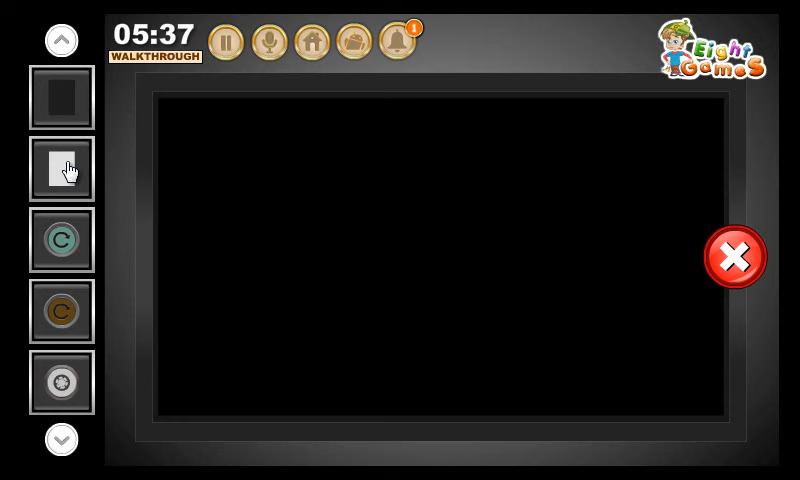 05:37
WALKTHROUGH
1
Eight
GameS
C
C